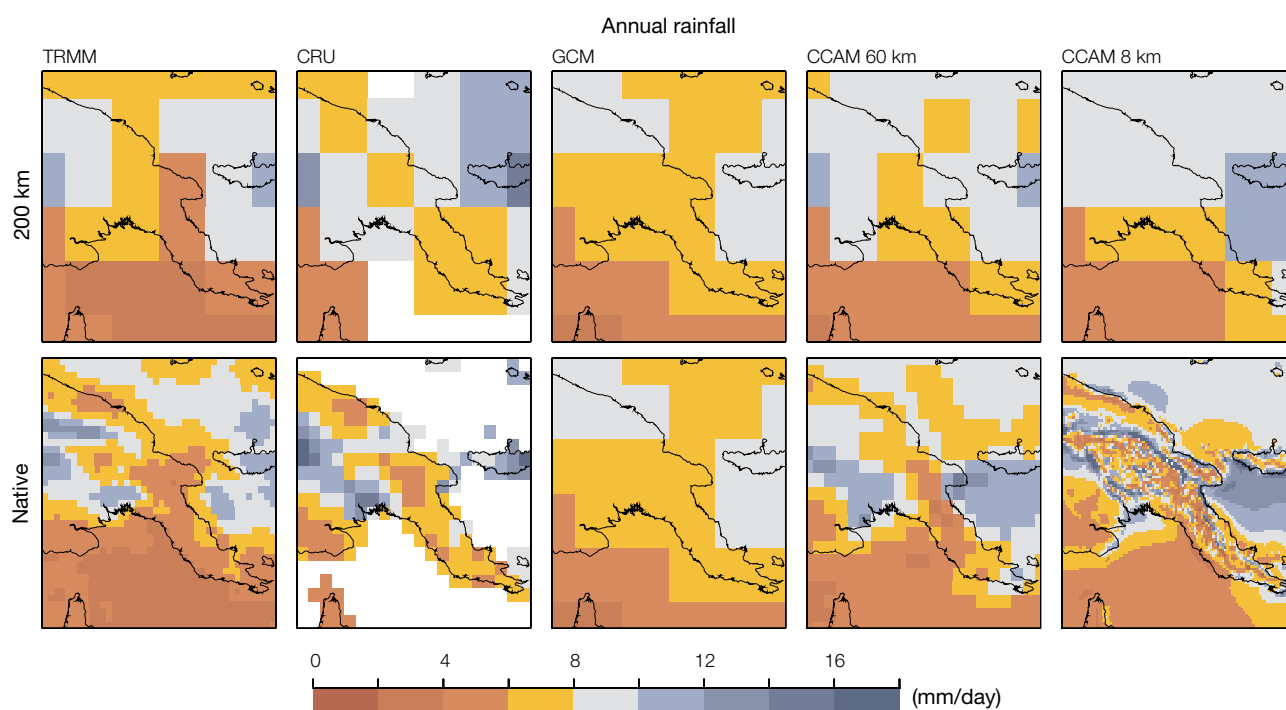 Annual rainfall
TRMM
CRU
GCM
CCAM 60 km
CCAM 8 km
200 km
Native
0 4 8 12 16
(mm/day)